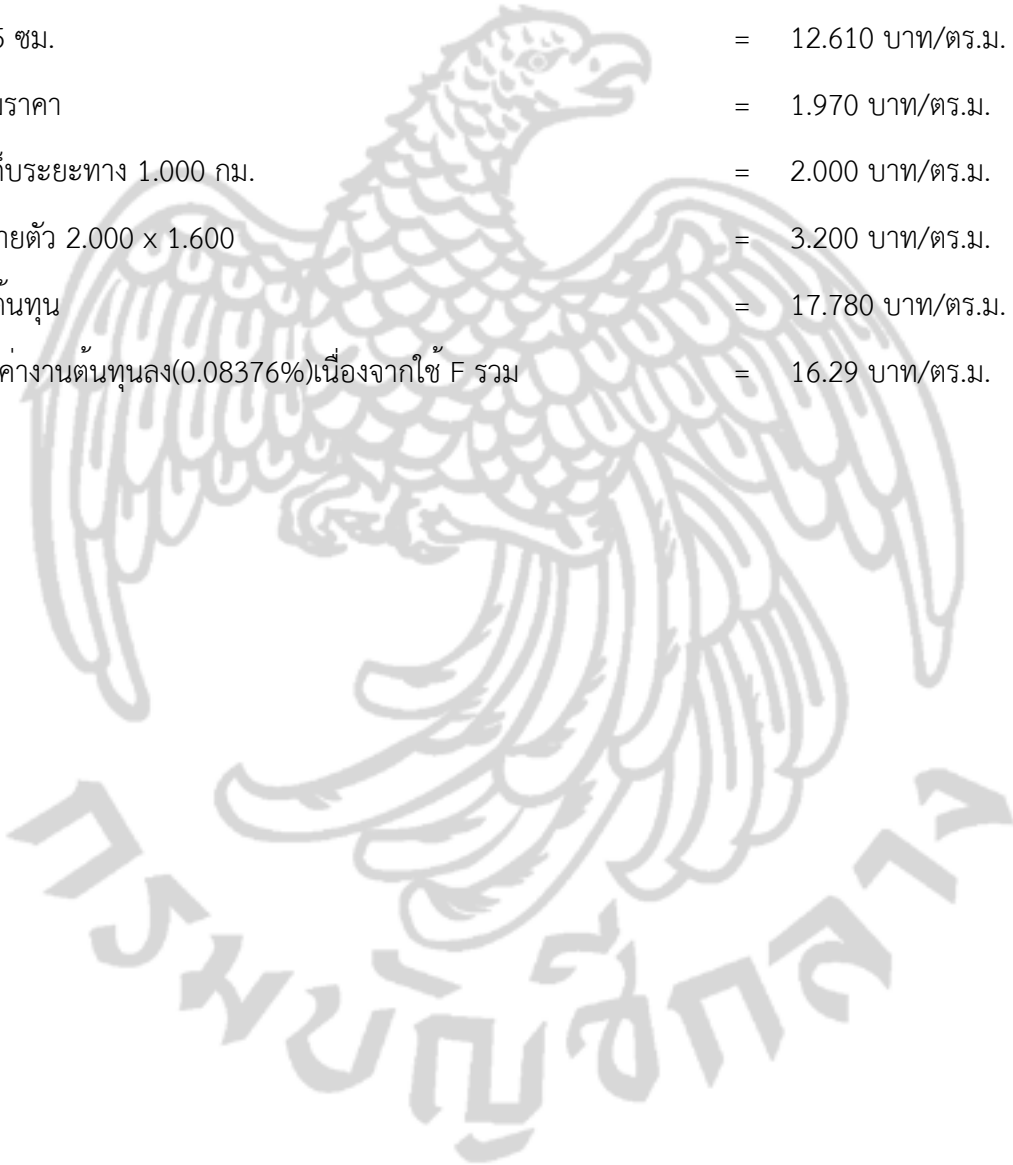 5 ซม. = 12.610 บาท/ตร.ม.
ราคา = 1.970 บาท/ตร.ม.
ระยะทาง 1.000 กม. = 2.000 บาท/ตร.ม.
ายตัว 2.000 x 1.600 = 3.200 บาท/ตร.ม.
ต้นทุน = 17.780 บาท/ตร.ม.
ค่างานต้นทุนลง(0.08376%)เนื่องจากใช้ F รวม = 16.29 บาท/ตร.ม.
กรมบัญชีกลาง